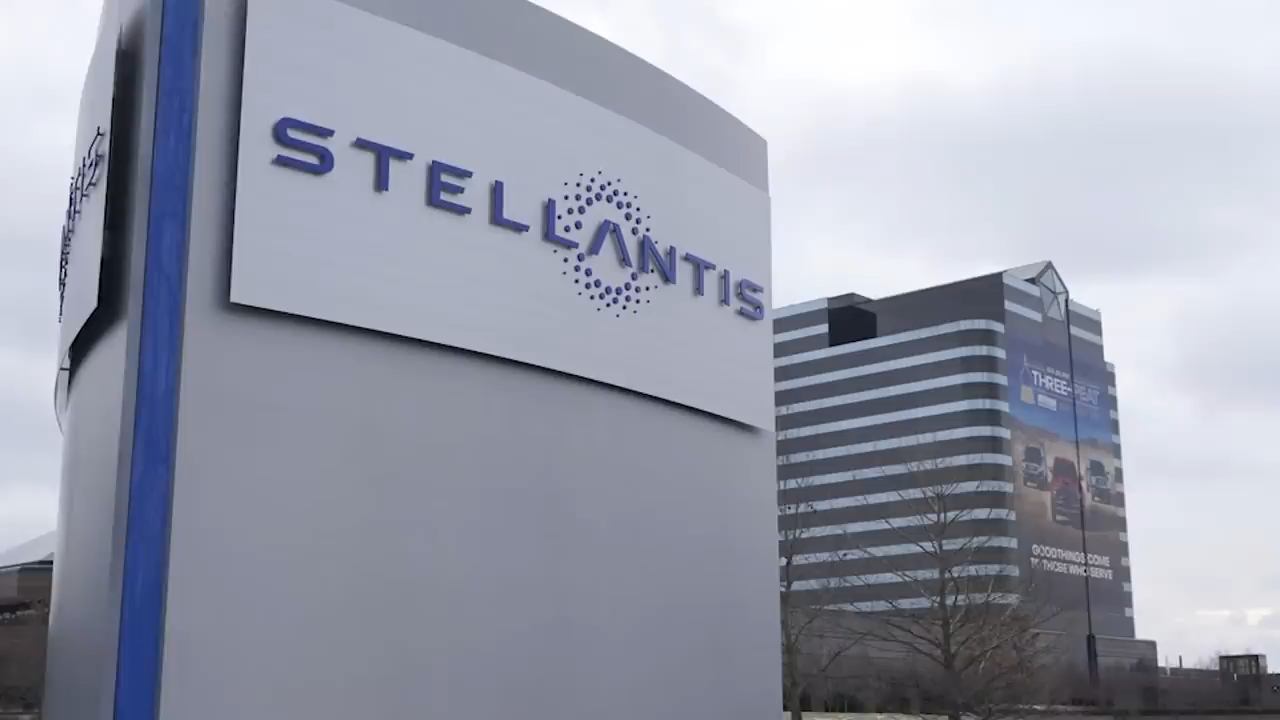 STELLANTIS
THREE-PEAT
GOOD THINGS COME
TO THOSE WHO SERVE